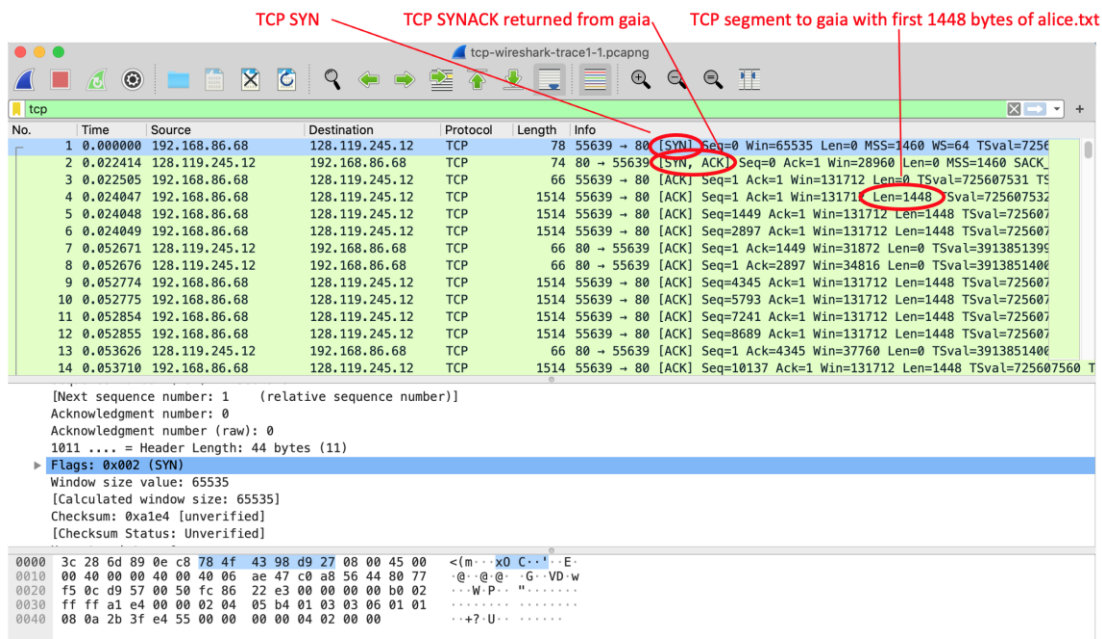 TCP SYN TCP SYNACK returned from gaia TCP segment to gaia with first 1448 bytes of alice.txt
tcp-wireshark-trace1-1.pcapng
tcp
No. Time Source Destination Protocol Length Info
1 0.000000 192.168.86.68 128.119.245.12 TCP 78 55639 → 80 [SYN] Seq=0 Win=65535 Len=0 MSS=1460 WS=64 TSval=7256
2 0.022414 128.119.245.12 192.168.86.68 TCP 74 80 → 55639 [SYN, ACK] Seq=0 Ack=1 Win=28960 Len=0 MSS=1460 SACK_
3 0.022505 192.168.86.68 128.119.245.12 TCP 66 55639 → 80 [ACK] Seq=1 Ack=1 Win=131712 Len=0 TSval=725607531 TS
4 0.024047 192.168.86.68 128.119.245.12 TCP 1514 55639 → 80 [ACK] Seq=1 Ack=1 Win=131712 Len=1448 TSval=725607532
5 0.024048 192.168.86.68 128.119.245.12 TCP 1514 55639 → 80 [ACK] Seq=1449 Ack=1 Win=131712 Len=1448 TSval=725607
6 0.024049 192.168.86.68 128.119.245.12 TCP 1514 55639 → 80 [ACK] Seq=2897 Ack=1 Win=131712 Len=1448 TSval=725607
7 0.052671 128.119.245.12 192.168.86.68 TCP 66 80 → 55639 [ACK] Seq=1 Ack=1449 Win=31872 Len=0 TSval=3913851399
8 0.052676 128.119.245.12 192.168.86.68 TCP 66 80 → 55639 [ACK] Seq=1 Ack=2897 Win=34816 Len=0 TSval=3913851400
9 0.052774 192.168.86.68 128.119.245.12 TCP 1514 55639 → 80 [ACK] Seq=4345 Ack=1 Win=131712 Len=1448 TSval=725607
10 0.052775 192.168.86.68 128.119.245.12 TCP 1514 55639 → 80 [ACK] Seq=5793 Ack=1 Win=131712 Len=1448 TSval=725607
11 0.052854 192.168.86.68 128.119.245.12 TCP 1514 55639 → 80 [ACK] Seq=7241 Ack=1 Win=131712 Len=1448 TSval=725607
12 0.052855 192.168.86.68 128.119.245.12 TCP 1514 55639 → 80 [ACK] Seq=8689 Ack=1 Win=131712 Len=1448 TSval=725607
13 0.053626 128.119.245.12 192.168.86.68 TCP 66 80 → 55639 [ACK] Seq=1 Ack=4345 Win=37760 Len=0 TSval=3913851400
14 0.053710 192.168.86.68 128.119.245.12 TCP 1514 55639 → 80 [ACK] Seq=10137 Ack=1 Win=131712 Len=1448 TSval=725607560 T
[Next sequence number: 1 (relative sequence number)]
Acknowledgment number: 0
Acknowledgment number (raw): 0
1011 .... = Header Length: 44 bytes (11)
Flags: 0x002 (SYN)
Window size value: 65535
[Calculated window size: 65535]
Checksum: 0xa1e4 [unverified]
[Checksum Status: Unverified]
0000 3c 28 6d 89 0e c8 78 4f 43 98 d9 27 08 00 45 00 <(m···xO C··'··E·
0010 00 40 00 00 40 00 40 06 ae 47 c0 a8 56 44 80 77 ·@··@·@· ·G··VD·w
0020 f5 0c d9 57 00 50 fc 86 22 e3 00 00 00 00 b0 02 ···W·P·· "·······
0030 ff ff a1 e4 00 00 02 04 05 b4 01 03 03 06 01 01 ········ ········
0040 08 0a 2b 3f e4 55 00 00 00 00 04 02 00 00 ··+?·U·· ······